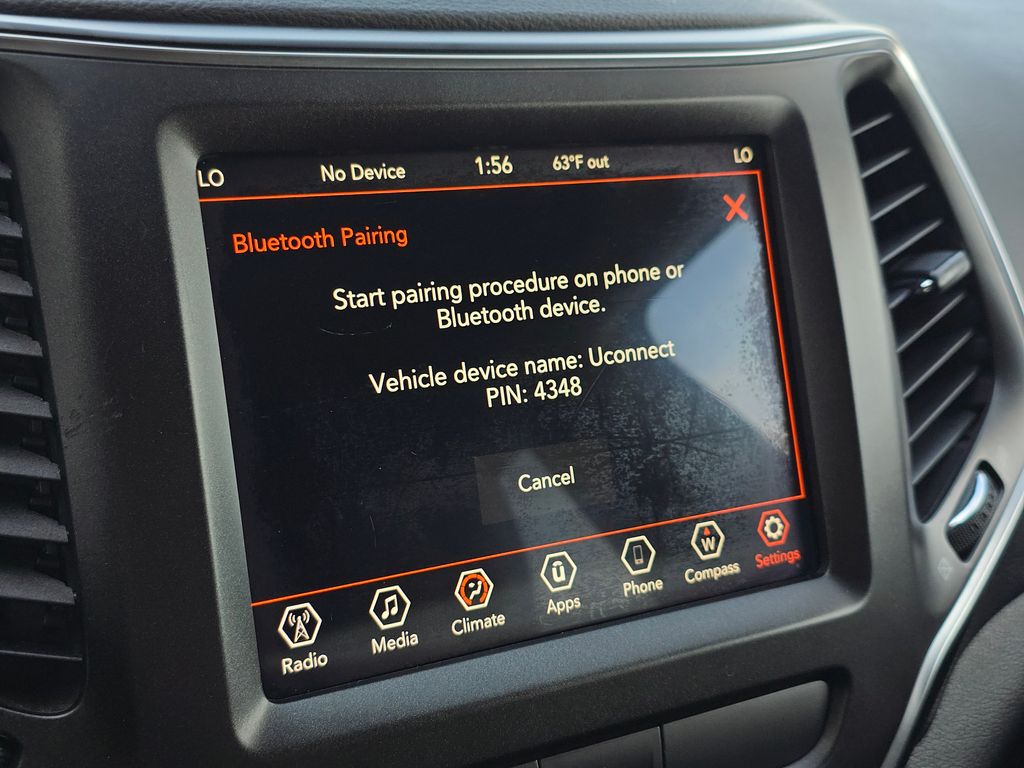 LO No Device 1:56 63°F out LO
Bluetooth Pairing
Start pairing procedure on phone or
Bluetooth device.
Vehicle device name: Uconnect
PIN: 4348
Cancel
Radio Media Climate Apps Phone W Compass Settings